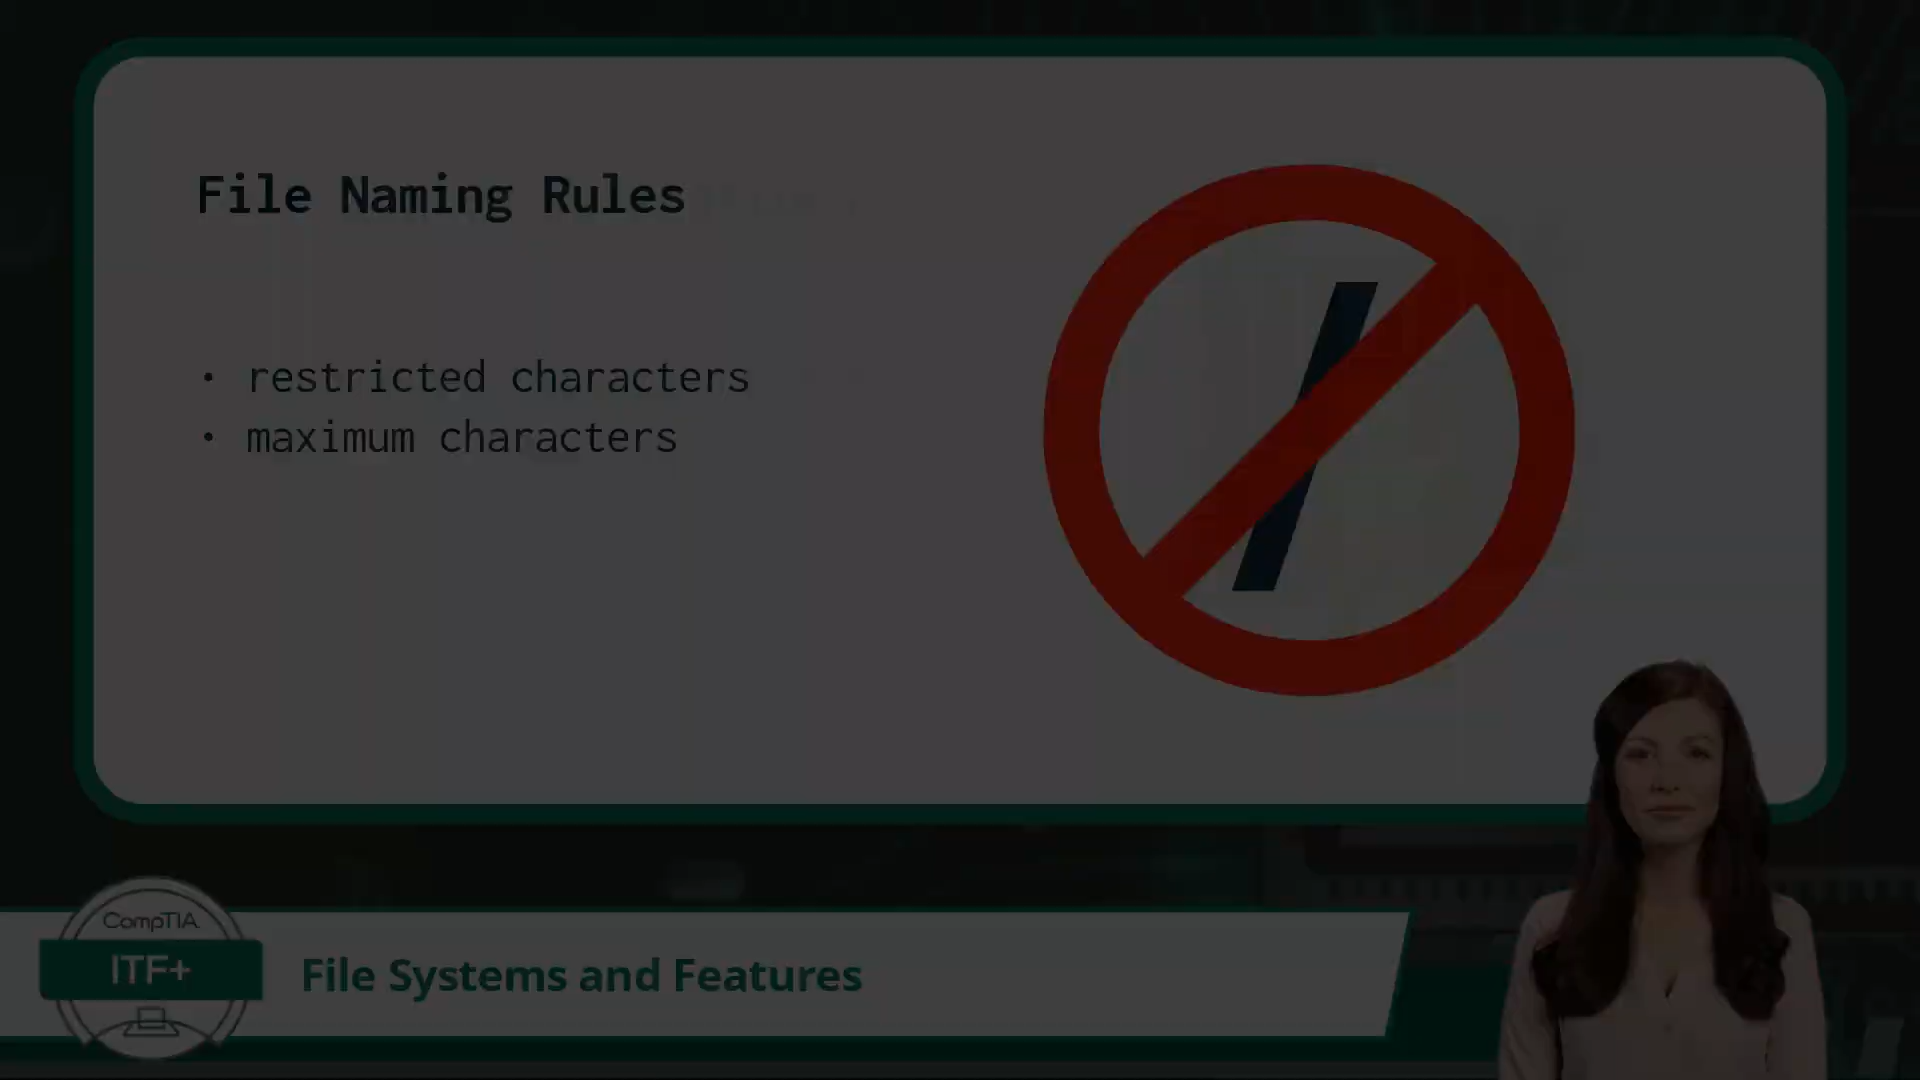 File Naming Rules
• restricted characters
• maximum characters
/
CompTIA
ITF+
File Systems and Features